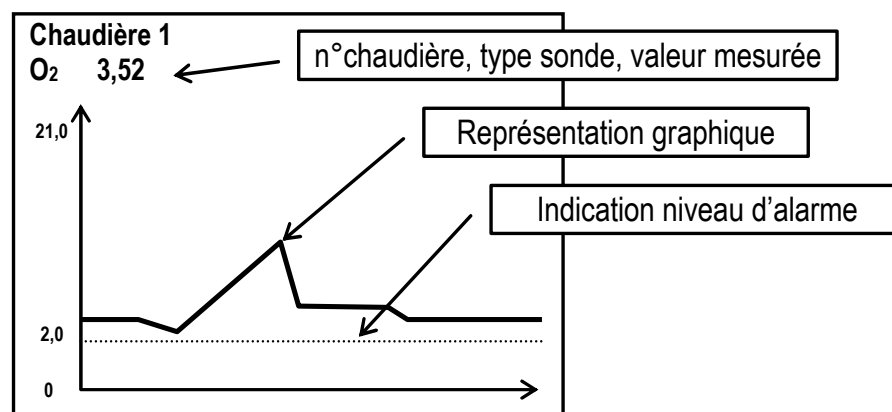 Chaudière 1
O₂ 3,52
n°chaudière, type sonde, valeur mesurée
21,0
Représentation graphique
Indication niveau d'alarme
2,0
0